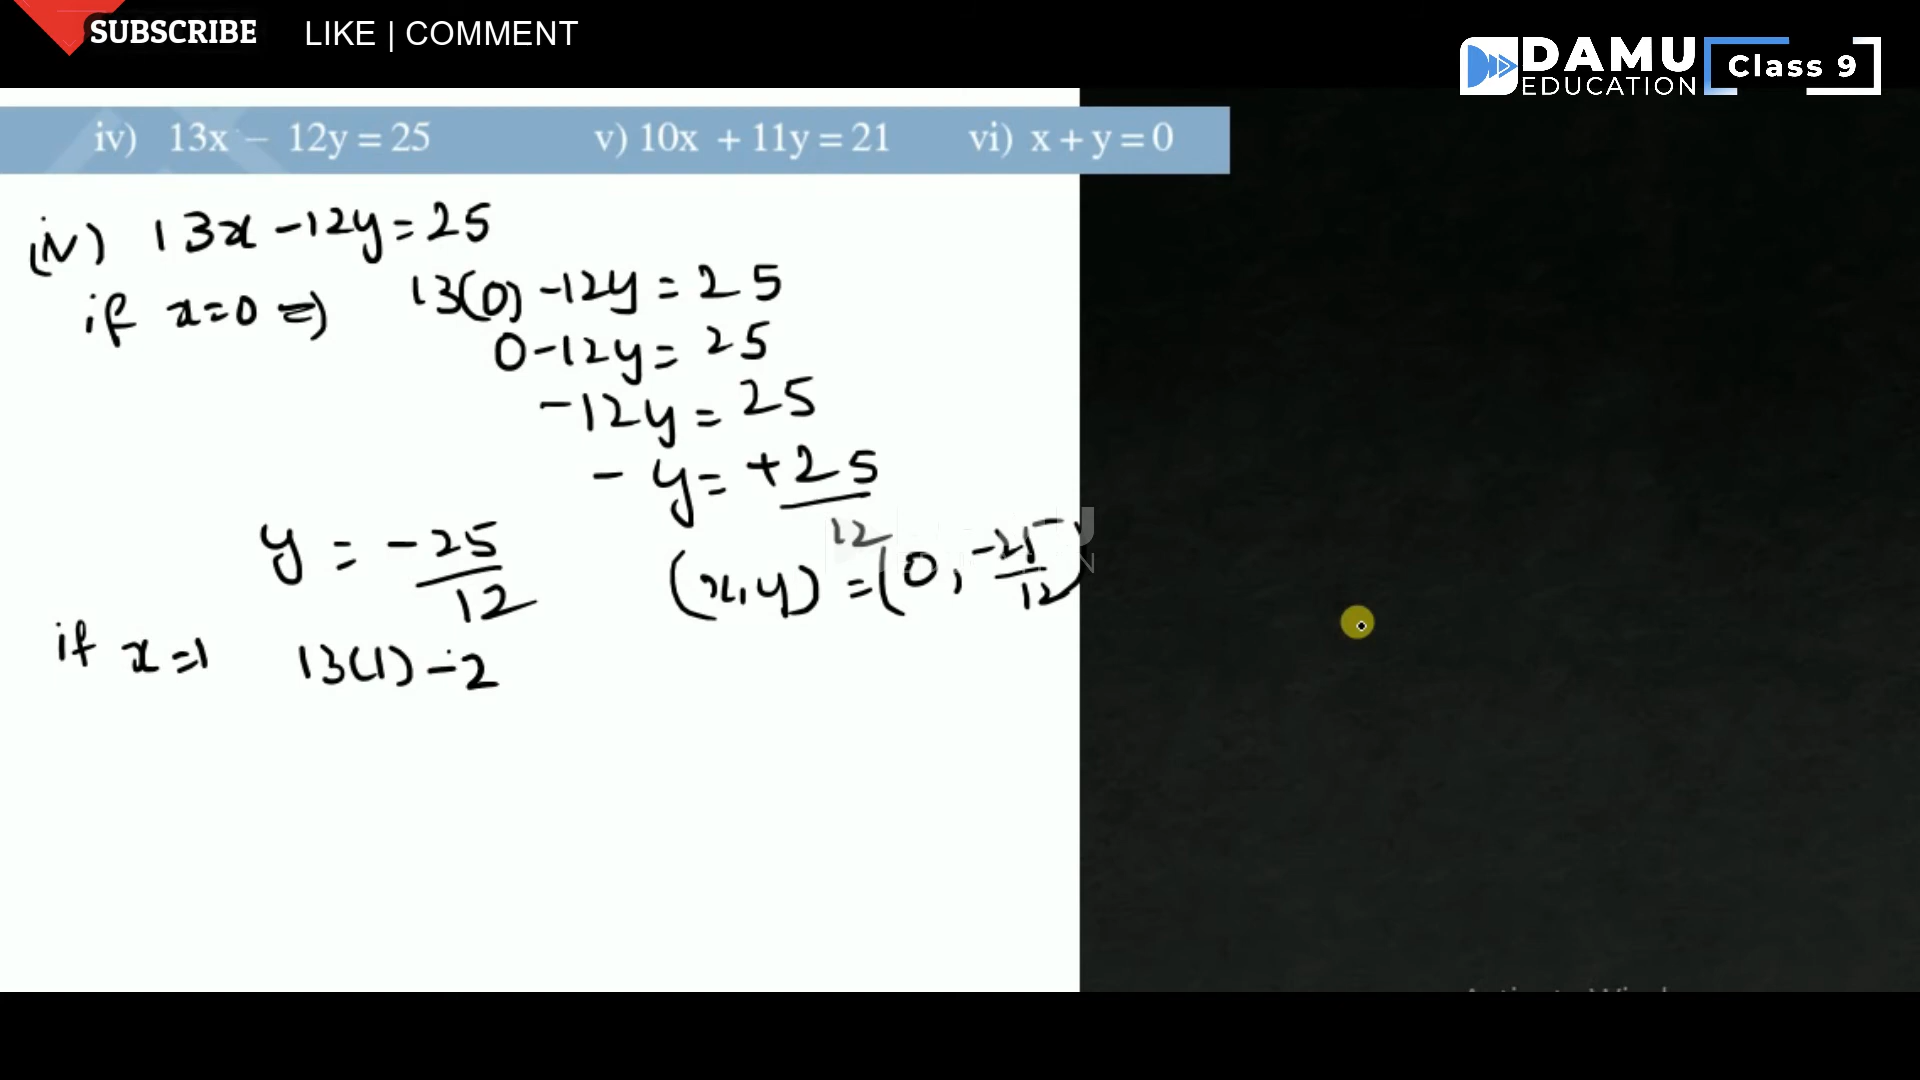 SUBSCRIBE LIKE | COMMENT
DAMU EDUCATION Class 9
iv) 13x − 12y = 25 v) 10x + 11y = 21 vi) x + y = 0
(iv) 13x - 12y = 25
if x=0 ⇒ 13(0) - 12y = 25
0 - 12y = 25
-12y = 25
- y = +25/12
y = -25/12 (x,y) = (0, -25/12)
if x=1 13(1) - 2